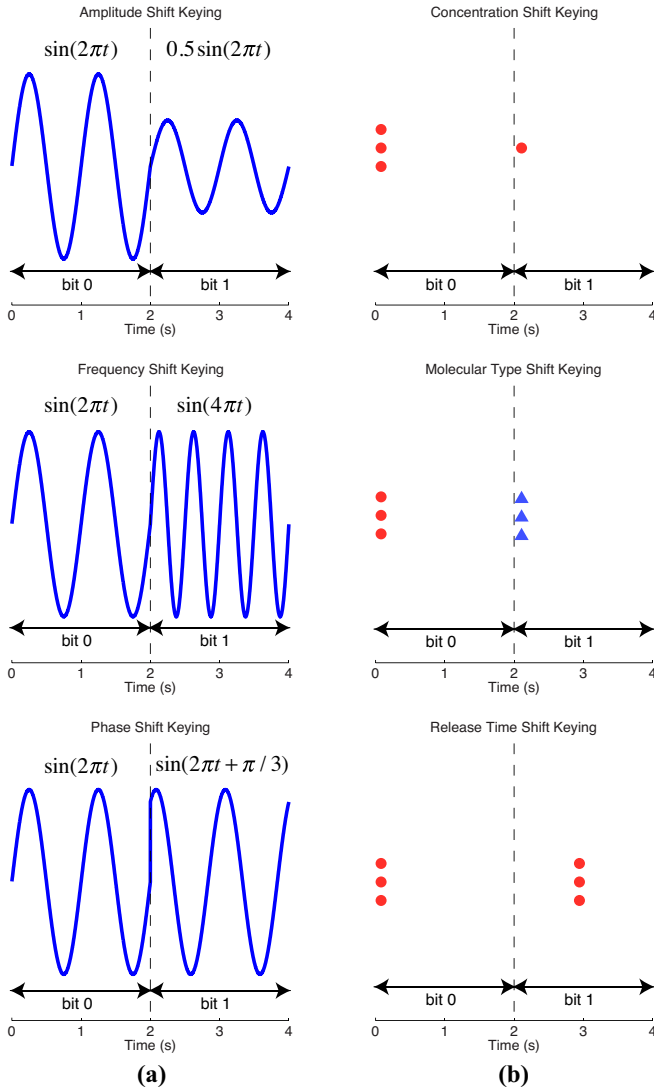 Amplitude Shift Keying
sin(2πt) 0.5sin(2πt)
bit 0 bit 1
0 1 2 3 4
Time (s)
Concentration Shift Keying
bit 0 bit 1
0 1 2 3 4
Time (s)
Frequency Shift Keying
sin(2πt) sin(4πt)
bit 0 bit 1
0 1 2 3 4
Time (s)
Molecular Type Shift Keying
bit 0 bit 1
0 1 2 3 4
Time (s)
Phase Shift Keying
sin(2πt) sin(2πt + π / 3)
bit 0 bit 1
0 1 2 3 4
Time (s)
Release Time Shift Keying
bit 0 bit 1
0 1 2 3 4
Time (s)
(a) (b)